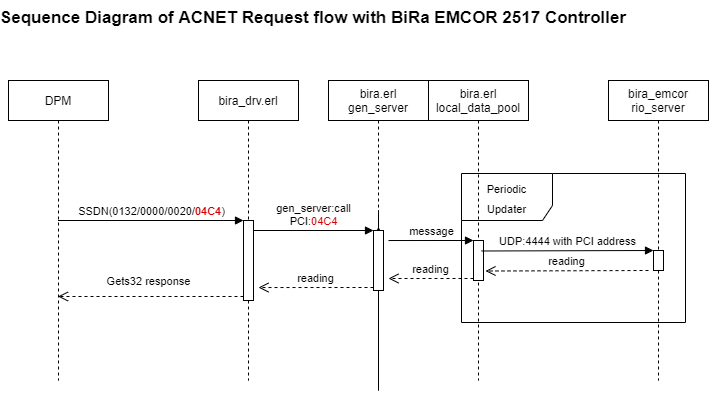 Sequence Diagram of ACNET Request flow with BiRa EMCOR 2517 Controller
DPM
bira_drv.erl
bira.erl
gen_server
bira.erl
local_data_pool
bira_emcor
rio_server
Periodic
Updater
SSDN(0132/0000/0020/04C4)
gen_server:call
PCI:04C4
message
UDP:4444 with PCI address
reading
reading
reading
Gets32 response